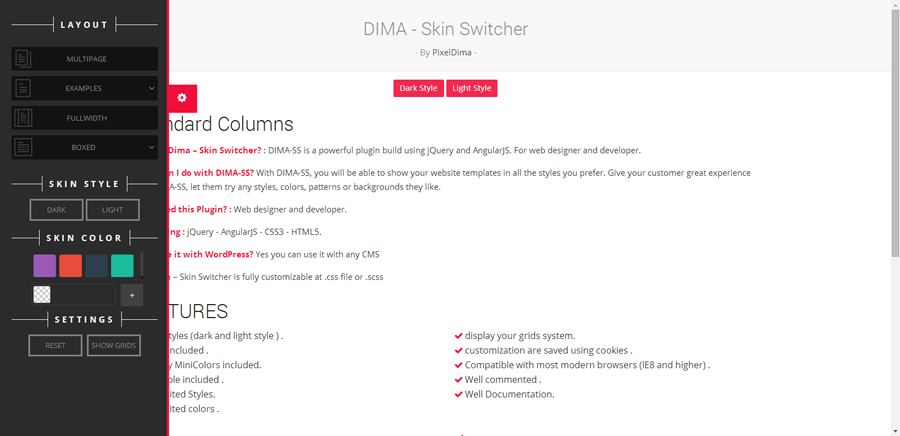 LAYOUT
MULTIPAGE
EXAMPLES
FULLWIDTH
BOXED
SKIN STYLE
DARK LIGHT
SKIN COLOR
+
SETTINGS
RESET SHOW GRIDS
DIMA - Skin Switcher
- By PixelDima -
Dark Style Light Style
ndard Columns
Dima – Skin Switcher? : DIMA-SS is a powerful plugin build using jQuery and AngularJS. For web designer and developer.
n I do with DIMA-SS? With DIMA-SS, you will be able to show your website templates in all the styles you prefer. Give your customer great experience
A-SS, let them try any styles, colors, patterns or backgrounds they like.
ed this Plugin? : Web designer and developer.
ng : jQuery - AngularJS - CSS3 - HTML5.
e it with WordPress? Yes you can use it with any CMS
– Skin Switcher is fully customizable at .css file or .scss
TURES
tyles (dark and light style ) .
included .
y MiniColors included.
ble included .
ited Styles.
ited colors .
display your grids system.
customization are saved using cookies .
Compatible with most modern browsers (IE8 and higher) .
Well commented .
Well Documentation.